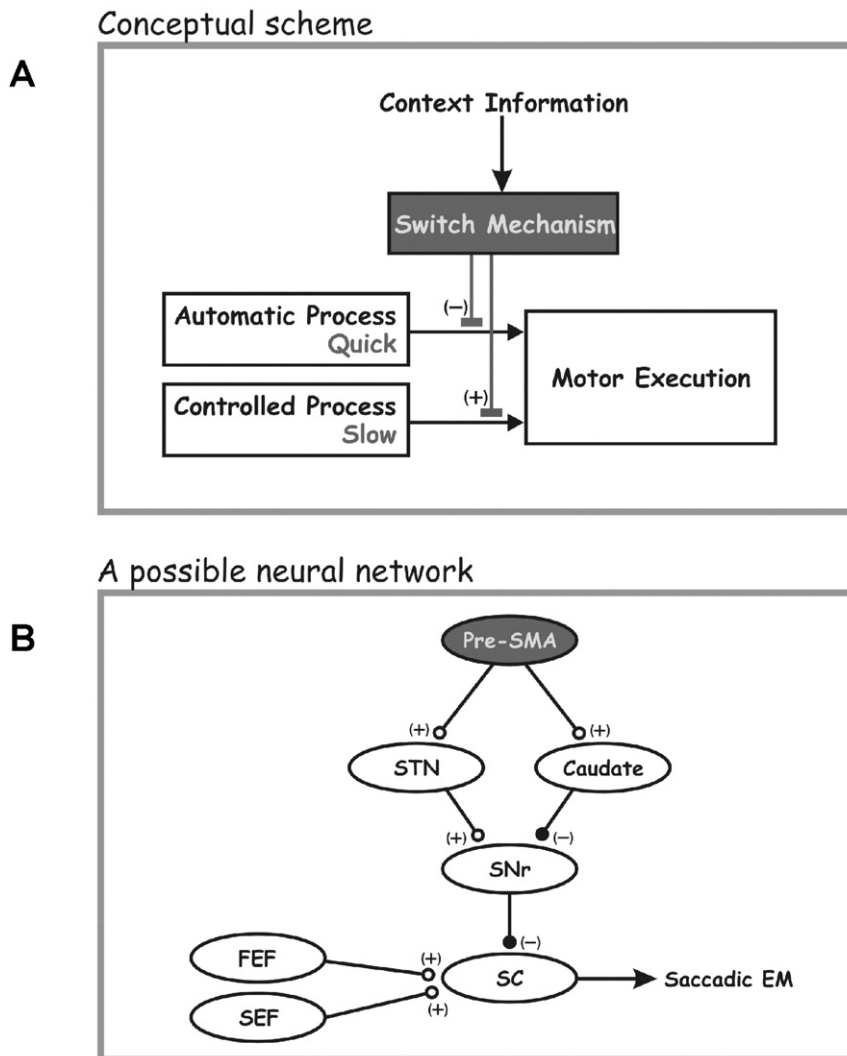 Conceptual scheme
A
Context Information
Switch Mechanism
(−)
Automatic Process
Quick
Motor Execution
(+)
Controlled Process
Slow
A possible neural network
B
Pre-SMA
(+) (+)
STN Caudate
(+) (−)
SNr
(−)
FEF (+)
SC Saccadic EM
SEF (+)